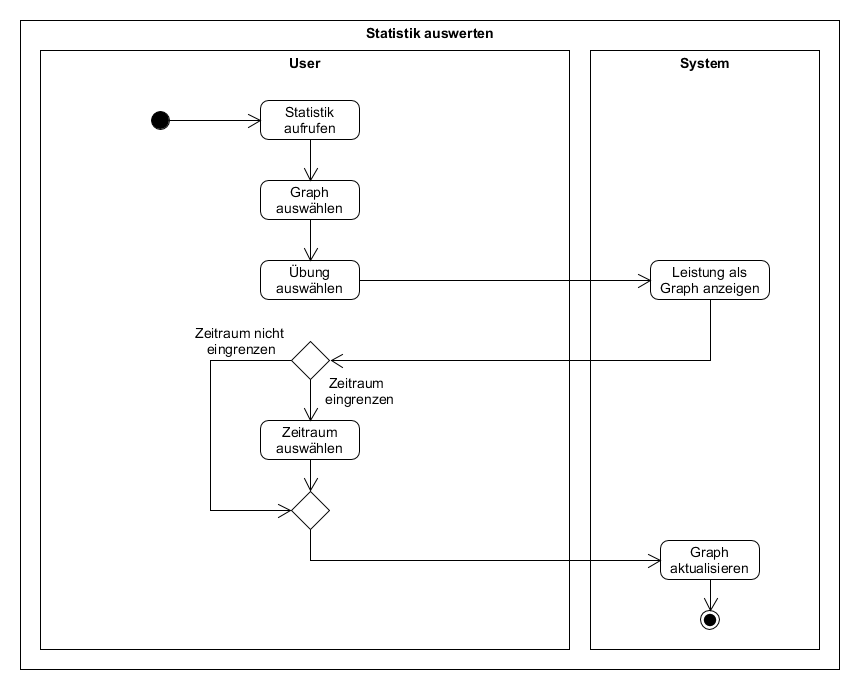 Statistik auswerten
User
System
Statistik
aufrufen
Graph
auswählen
Übung
auswählen
Leistung als
Graph anzeigen
Zeitraum nicht
eingrenzen
Zeitraum
eingrenzen
Zeitraum
auswählen
Graph
aktualisieren